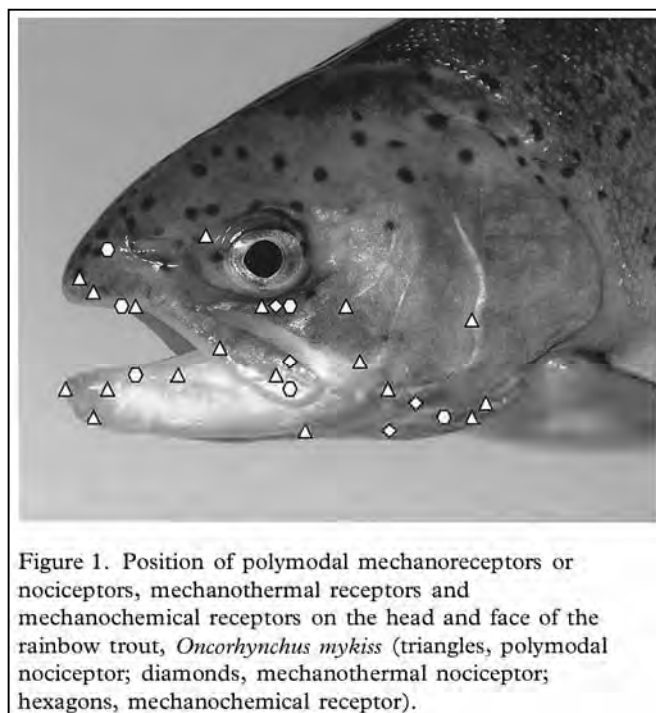 Figure 1. Position of polymodal mechanoreceptors or
nociceptors, mechanothermal receptors and
mechanochemical receptors on the head and face of the
rainbow trout, Oncorhynchus mykiss (triangles, polymodal
nociceptor; diamonds, mechanothermal nociceptor;
hexagons, mechanochemical receptor).